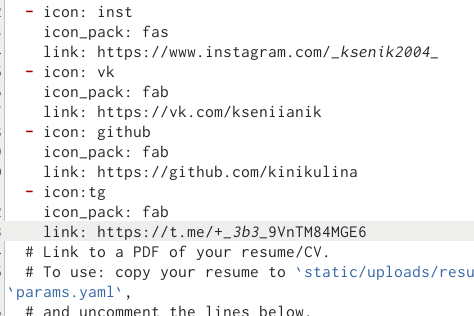 - icon: inst
icon_pack: fas
link: https://www.instagram.com/_ksenik2004_
- icon: vk
icon_pack: fab
link: https://vk.com/kseniianik
- icon: github
icon_pack: fab
link: https://github.com/kinikulina
- icon:tg
icon_pack: fab
link: https://t.me/+_3b3_9VnTM84MGE6
# Link to a PDF of your resume/CV.
# To use: copy your resume to `static/uploads/resu
`params.yaml`,
# and uncomment the lines below.